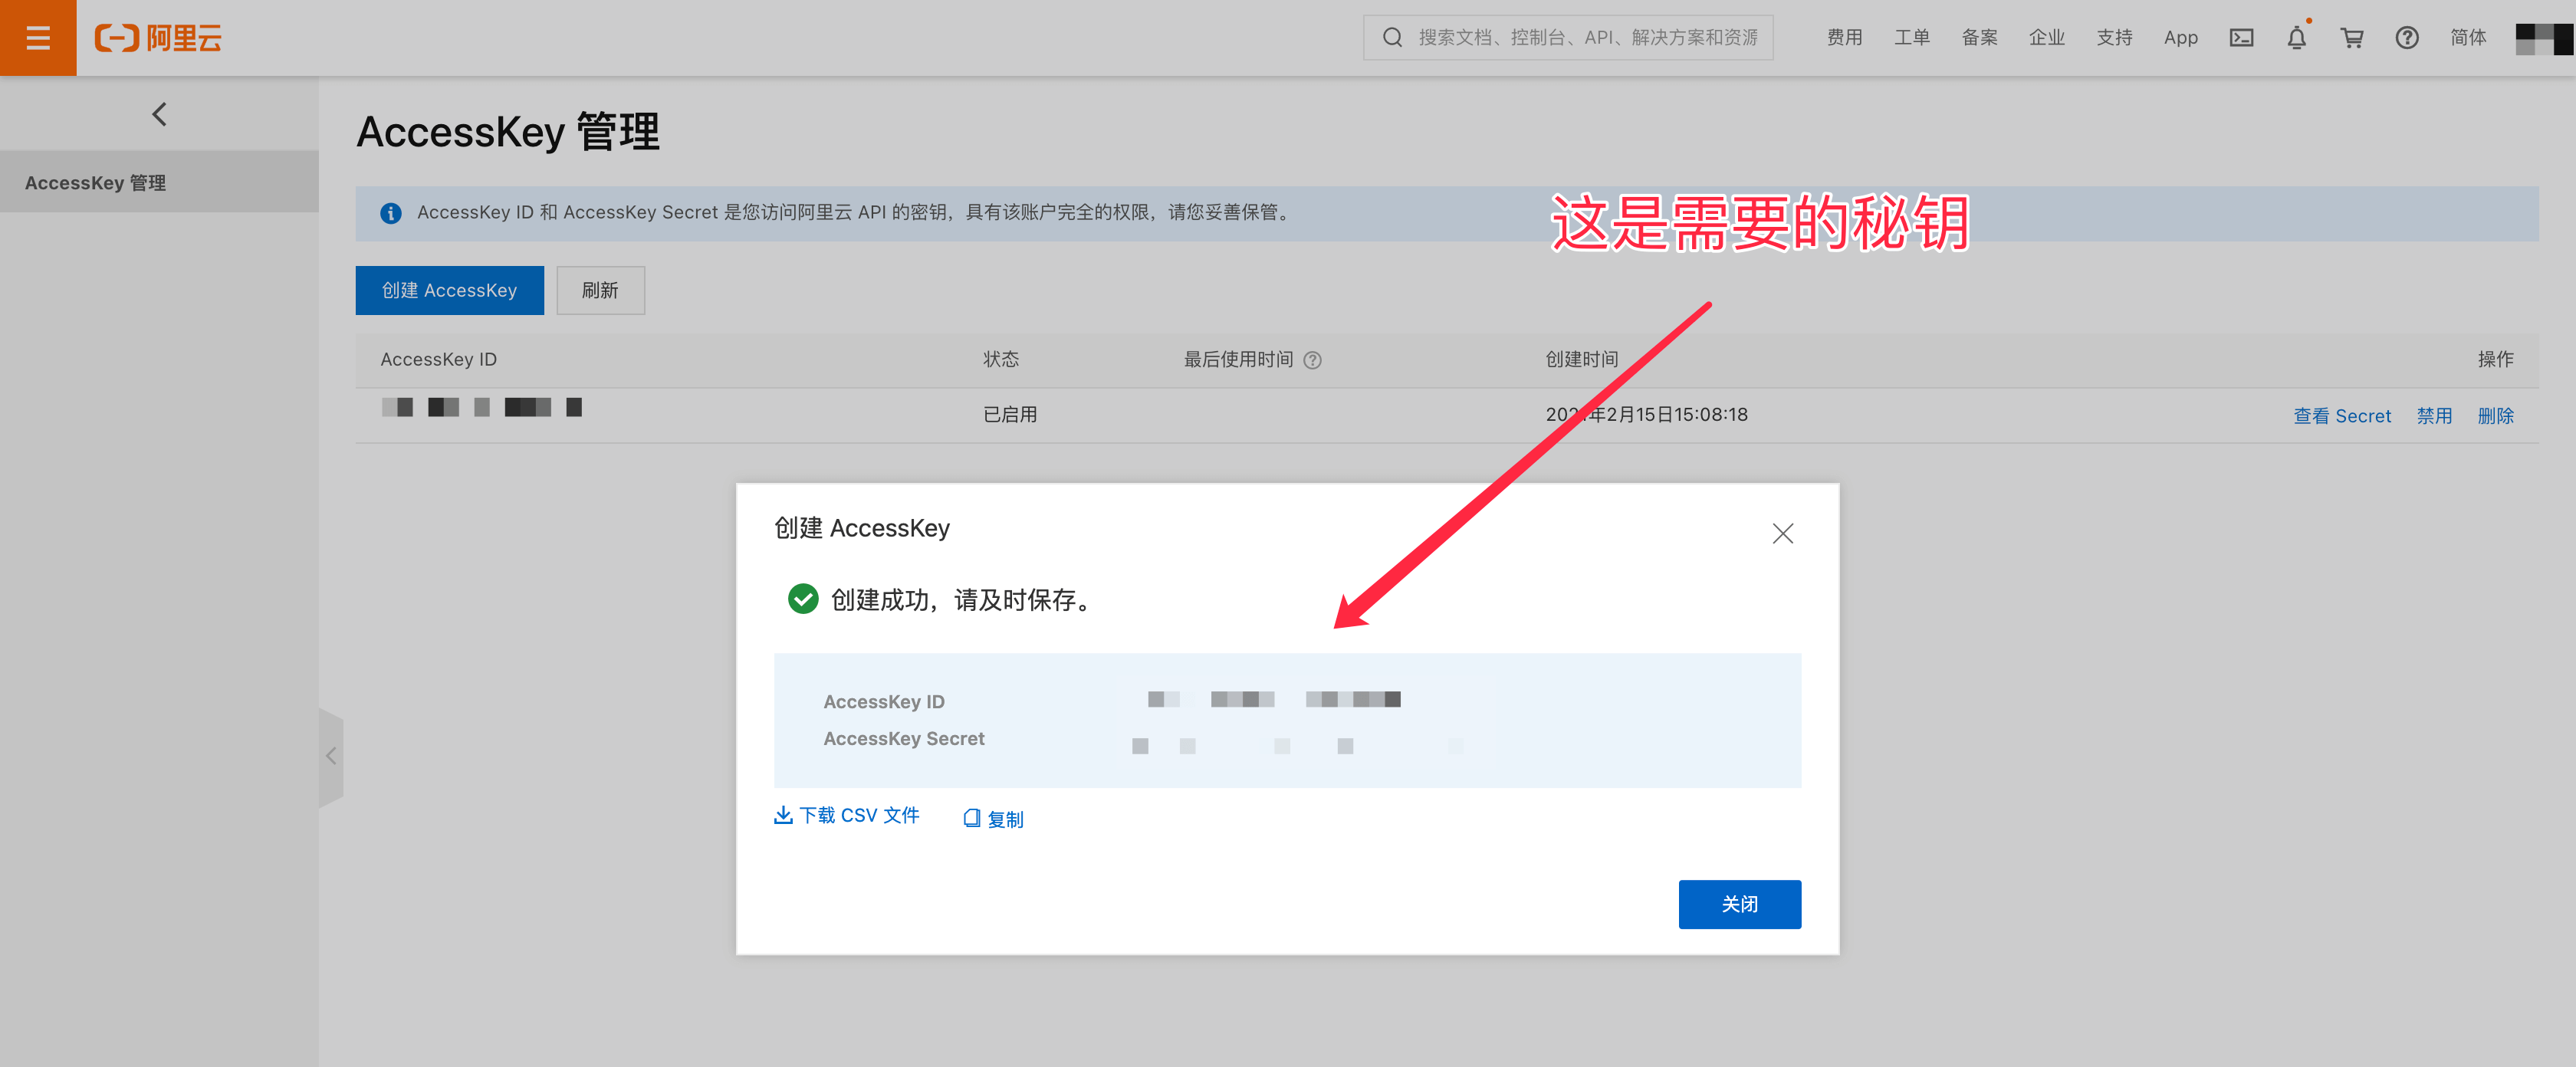 阿里云
搜索文档、控制台、API、解决方案和资源
费用 工单 备案 企业 支持 App 简体
AccessKey 管理
AccessKey 管理
AccessKey ID 和 AccessKey Secret 是您访问阿里云 API 的密钥，具有该账户完全的权限，请您妥善保管。
这是需要的秘钥
创建 AccessKey 刷新
AccessKey ID 状态 最后使用时间 创建时间 操作
已启用 年2月15日15:08:18 查看 Secret 禁用 删除
创建 AccessKey
创建成功，请及时保存。
AccessKey ID
AccessKey Secret
下载 CSV 文件 复制
关闭